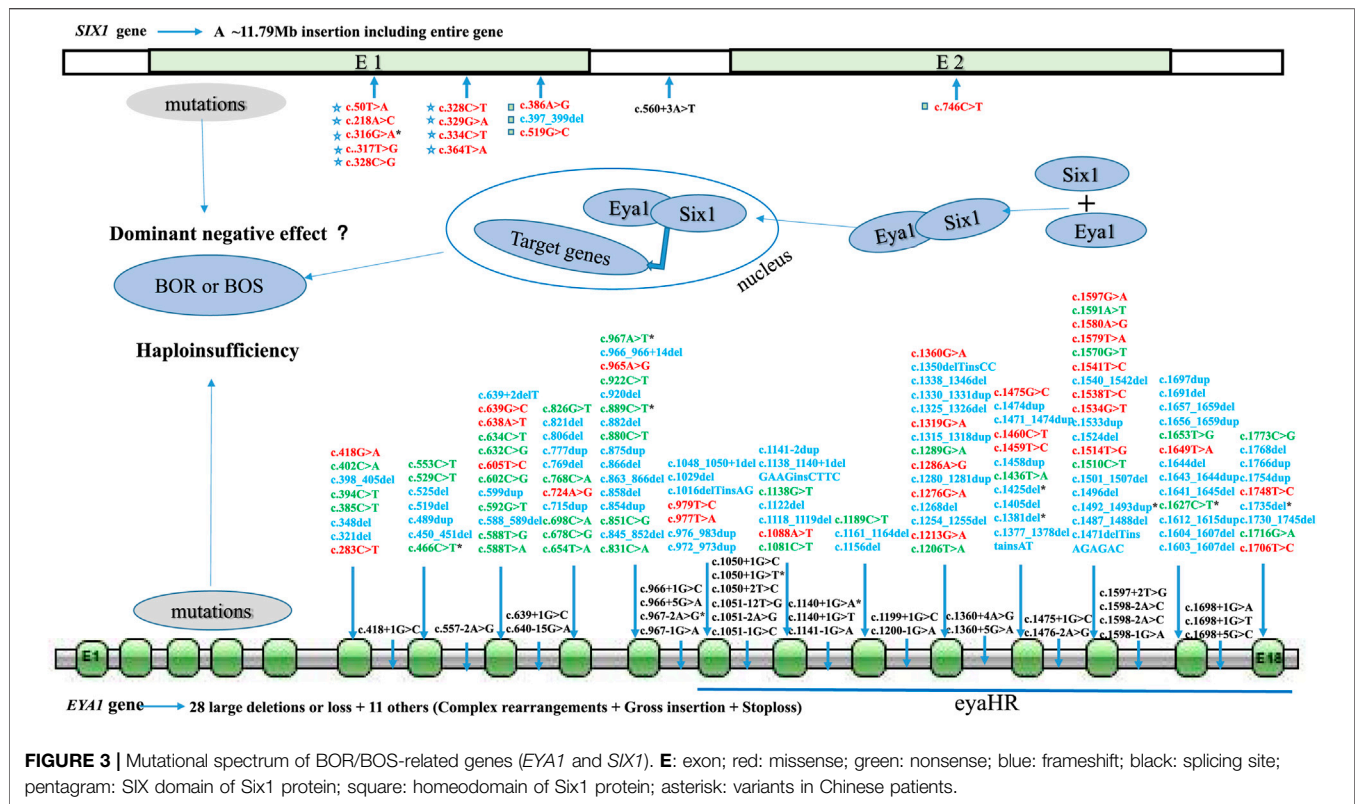 SIX1 gene A ~11.79Mb insertion including entire gene
E 1
E 2
mutations
c.50T>A
c.218A>C
c.316G>A*
c..317T>G
c.328C>G
c.328C>T
c.329G>A
c.334C>T
c.364T>A
c.386A>G
c.397_399del
c.519G>C
c.560+3A>T
c.746C>T
Six1
+
Eya1
Eya1
Six1
Eya1
Six1
Target genes
nucleus
Dominant negative effect ?
BOR or BOS
Haploinsufficiency
mutations
c.418G>A
c.402C>A
c.398_405del
c.394C>T
c.385C>T
c.348del
c.321del
c.283C>T
c.553C>T
c.529C>T
c.525del
c.519del
c.489dup
c.450_451del
c.466C>T*
c.639+2delT
c.639G>C
c.638A>T
c.634C>T
c.632C>G
c.605T>C
c.602C>G
c.599dup
c.592G>T
c.588_589del
c.588T>G
c.588T>A
c.826G>T
c.821del
c.806del
c.777dup
c.769del
c.768C>A
c.724A>G
c.715dup
c.698C>A
c.678C>G
c.654T>A
c.967A>T*
c.966_966+14del
c.965A>G
c.922C>T
c.920del
c.889C>T*
c.882del
c.880C>T
c.875dup
c.866del
c.863_866del
c.858del
c.854dup
c.851C>G
c.845_852del
c.831C>A
c.1048_1050+1del
c.1029del
c.1016delTinsAG
c.979T>C
c.977T>A
c.976_983dup
c.972_973dup
c.1141-2dup
c.1138_1140+1del
GAAGinsCTTC
c.1138G>T
c.1122del
c.1118_1119del
c.1088A>T
c.1081C>T
c.1189C>T
c.1161_1164del
c.1156del
c.1360G>A
c.1350delTinsCC
c.1338_1346del
c.1330_1331dup
c.1325_1326del
c.1319G>A
c.1315_1318dup
c.1289G>A
c.1286A>G
c.1280_1281dup
c.1276G>A
c.1268del
c.1254_1255del
c.1213G>A
c.1206T>A
c.1475G>C
c.1474dup
c.1471_1474dup
c.1460C>T
c.1459T>C
c.1458dup
c.1436T>A
c.1425del*
c.1405del
c.1381del*
c.1377_1378del
tainsAT
c.1597G>A
c.1591A>T
c.1580A>G
c.1579T>A
c.1570G>T
c.1541T>C
c.1540_1542del
c.1538T>C
c.1534G>T
c.1533dup
c.1524del
c.1514T>G
c.1510C>T
c.1501_1507del
c.1496del
c.1492_1493dup*
c.1487_1488del
c.1471delTins
AGAGAC
c.1697dup
c.1691del
c.1657_1659del
c.1656_1659dup
c.1653T>G
c.1649T>A
c.1644del
c.1643_1644dup
c.1641_1645del
c.1627C>T*
c.1612_1615dup
c.1604_1607del
c.1603_1607del
c.1773C>G
c.1768del
c.1766dup
c.1754dup
c.1748T>C
c.1735del*
c.1730_1745del
c.1716G>A
c.1706T>C
c.418+1G>C
c.557-2A>G
c.639+1G>C
c.640-15G>A
c.966+1G>C
c.966+5G>A
c.967-2A>G*
c.967-1G>A
c.1050+1G>C
c.1050+1G>T*
c.1050+2T>C
c.1051-12T>G
c.1051-2A>G
c.1051-1G>C
c.1140+1G>A*
c.1140+1G>T
c.1141-1G>A
c.1199+1G>C
c.1200-1G>A
c.1360+4A>G
c.1360+5G>A
c.1475+1G>C
c.1476-2A>G
c.1597+2T>G
c.1598-2A>C
c.1598-2A>C
c.1598-1G>A
c.1698+1G>A
c.1698+1G>T
c.1698+5G>C
E1
E18
eyaHR
EYA1 gene 28 large deletions or loss + 11 others (Complex rearrangements + Gross insertion + Stoploss)
FIGURE 3 | Mutational spectrum of BOR/BOS-related genes (EYA1 and SIX1). E: exon; red: missense; green: nonsense; blue: frameshift; black: splicing site;
pentagram: SIX domain of Six1 protein; square: homeodomain of Six1 protein; asterisk: variants in Chinese patients.